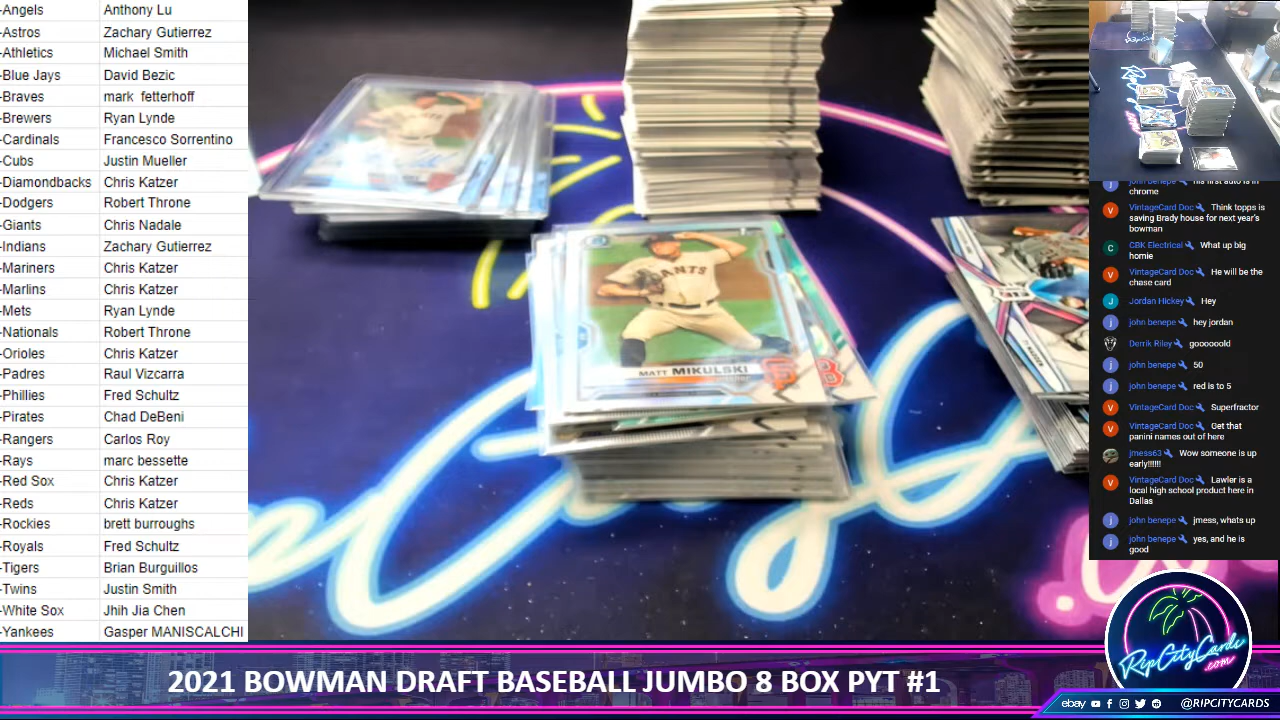 -Angels Anthony Lu
-Astros Zachary Gutierrez
-Athletics Michael Smith
-Blue Jays David Bezic
-Braves mark fetterhoff
-Brewers Ryan Lynde
-Cardinals Francesco Sorrentino
-Cubs Justin Mueller
-Diamondbacks Chris Katzer
-Dodgers Robert Throne
-Giants Chris Nadale
-Indians Zachary Gutierrez
-Mariners Chris Katzer
-Marlins Chris Katzer
-Mets Ryan Lynde
-Nationals Robert Throne
-Orioles Chris Katzer
-Padres Raul Vizcarra
-Phillies Fred Schultz
-Pirates Chad DeBeni
-Rangers Carlos Roy
-Rays marc bessette
-Red Sox Chris Katzer
-Reds Chris Katzer
-Rockies brett burroughs
-Royals Fred Schultz
-Tigers Brian Burguillos
-Twins Justin Smith
-White Sox Jhih Jia Chen
-Yankees Gasper MANISCALCHI
GIANTS
MATT MIKULSKI
SF
B
john benepe his first auto is in
chrome
VintageCard Doc Think topps is
saving Brady house for next year's
bowman
CBK Electrical What up big
homie
VintageCard Doc He will be the
chase card
Jordan Hickey Hey
john benepe hey jordan
Derrik Riley goooooold
john benepe 50
john benepe red is to 5
VintageCard Doc Superfractor
VintageCard Doc Get that
panini names out of here
jmess63 Wow someone is up
early!!!!!!
VintageCard Doc Lawler is a
local high school product here in
Dallas
john benepe jmess, whats up
john benepe yes, and he is
good
RipCityCards
.com
2021 BOWMAN DRAFT BASEBALL JUMBO 8 BOX PYT #1
ebay @RIPCITYCARDS